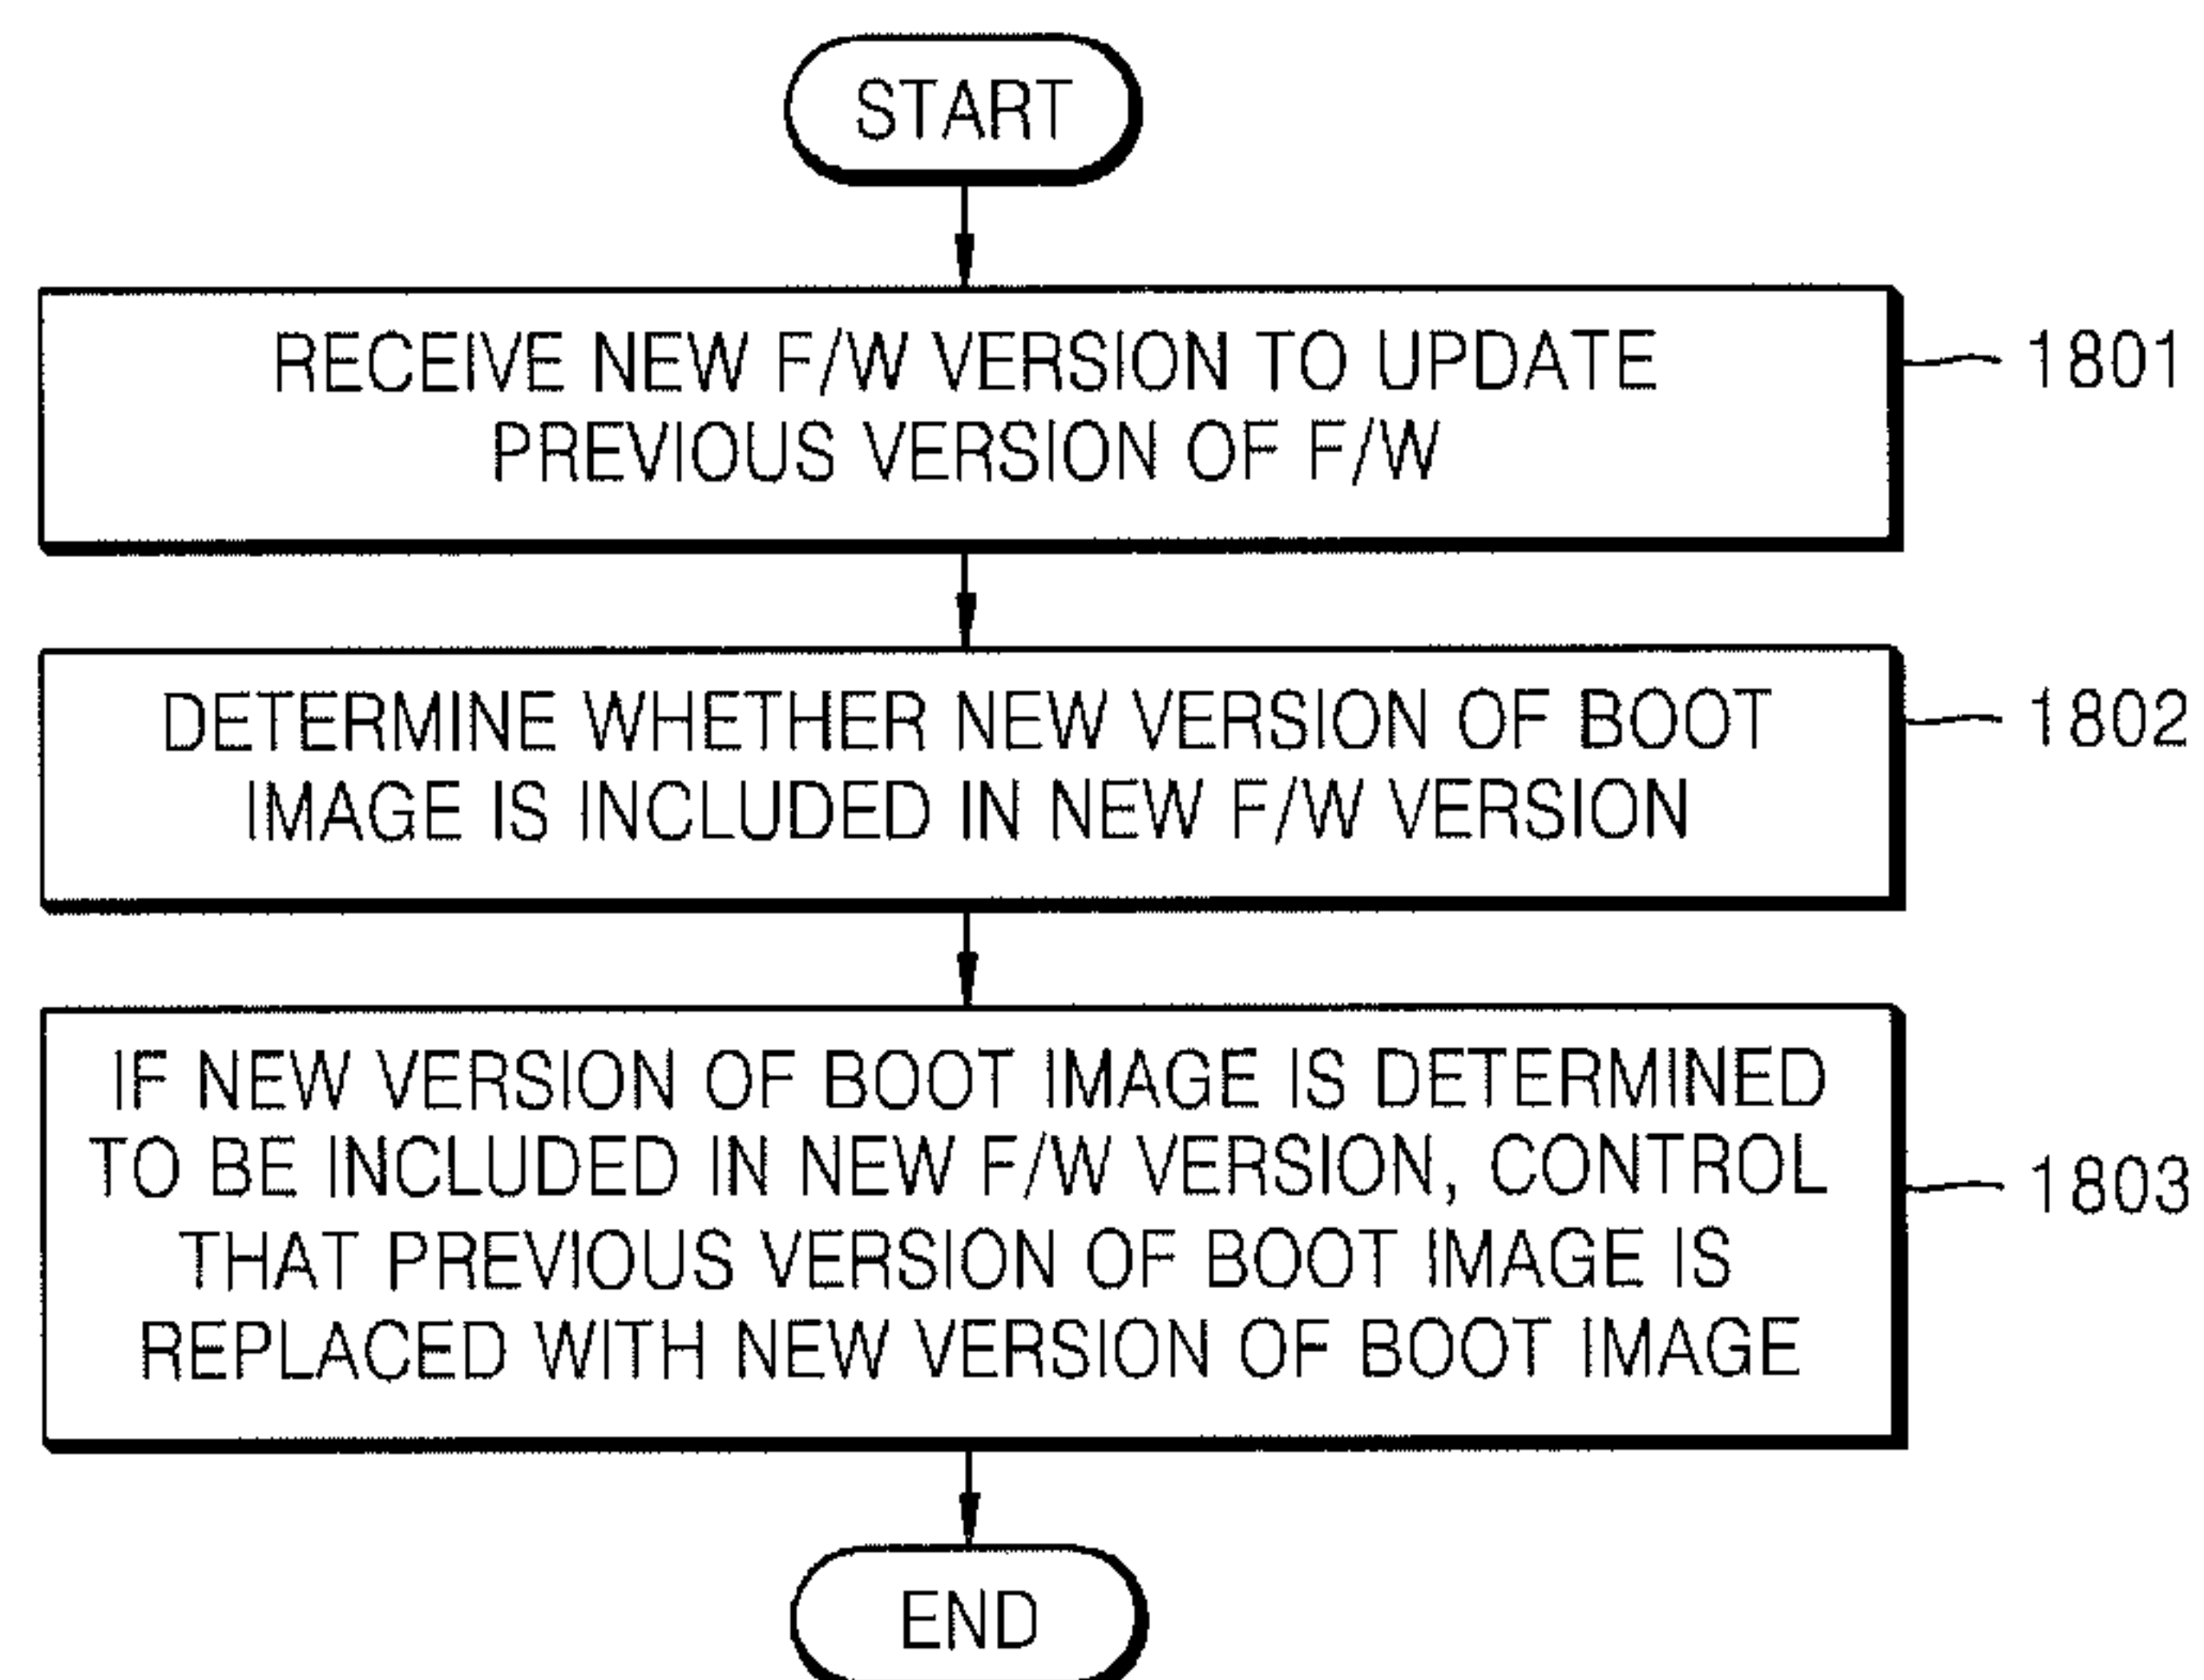 START
RECEIVE NEW F/W VERSION TO UPDATE
PREVIOUS VERSION OF F/W
1801
DETERMINE WHETHER NEW VERSION OF BOOT
IMAGE IS INCLUDED IN NEW F/W VERSION
1802
IF NEW VERSION OF BOOT IMAGE IS DETERMINED
TO BE INCLUDED IN NEW F/W VERSION, CONTROL
THAT PREVIOUS VERSION OF BOOT IMAGE IS
REPLACED WITH NEW VERSION OF BOOT IMAGE
1803
END